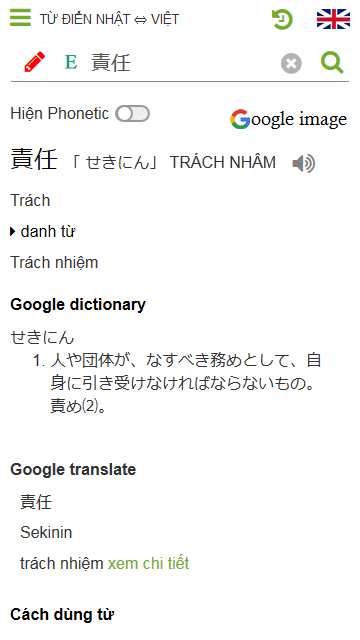 TỪ ĐIỂN NHẬT ⇔ VIỆT
E 責任
Hiện Phonetic
Google image
責任 「 せきにん」 TRÁCH NHÂM
Trách
danh từ
Trách nhiệm
Google dictionary
せきにん
1. 人や団体が、なすべき務めとして、自
身に引き受けなければならないもの。
責め⑵。
Google translate
責任
Sekinin
trách nhiệm xem chi tiết
Cách dùng từ